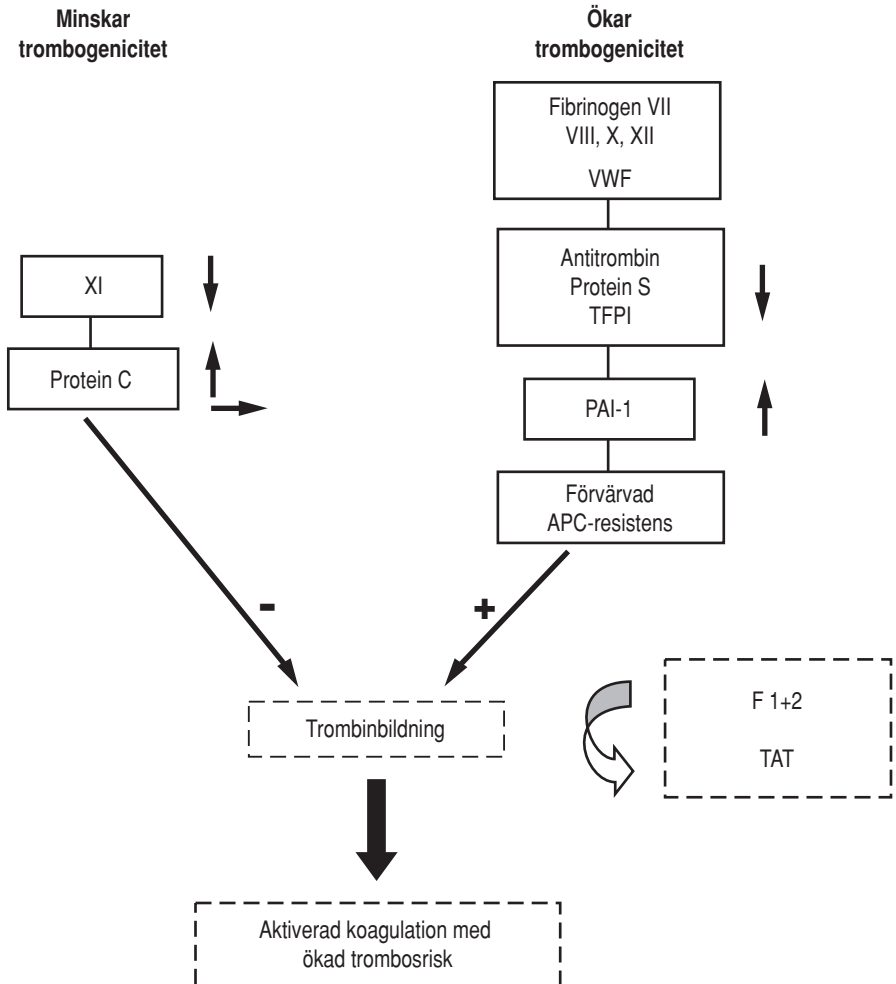 Minskar
trombogenicitet
Ökar
trombogenicitet
Fibrinogen VII
VIII, X, XII
VWF
XI
Protein C
Antitrombin
Protein S
TFPI
PAI-1
Förvärvad
APC-resistens
-
+
Trombinbildning
F 1+2
TAT
Aktiverad koagulation med
ökad trombosrisk